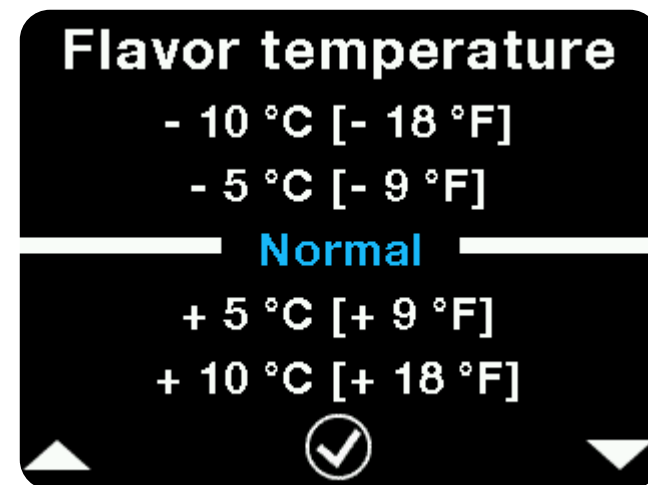 Flavor temperature
- 10 °C [- 18 °F]
- 5 °C [- 9 °F]
Normal
+ 5 °C [+ 9 °F]
+ 10 °C [+ 18 °F]